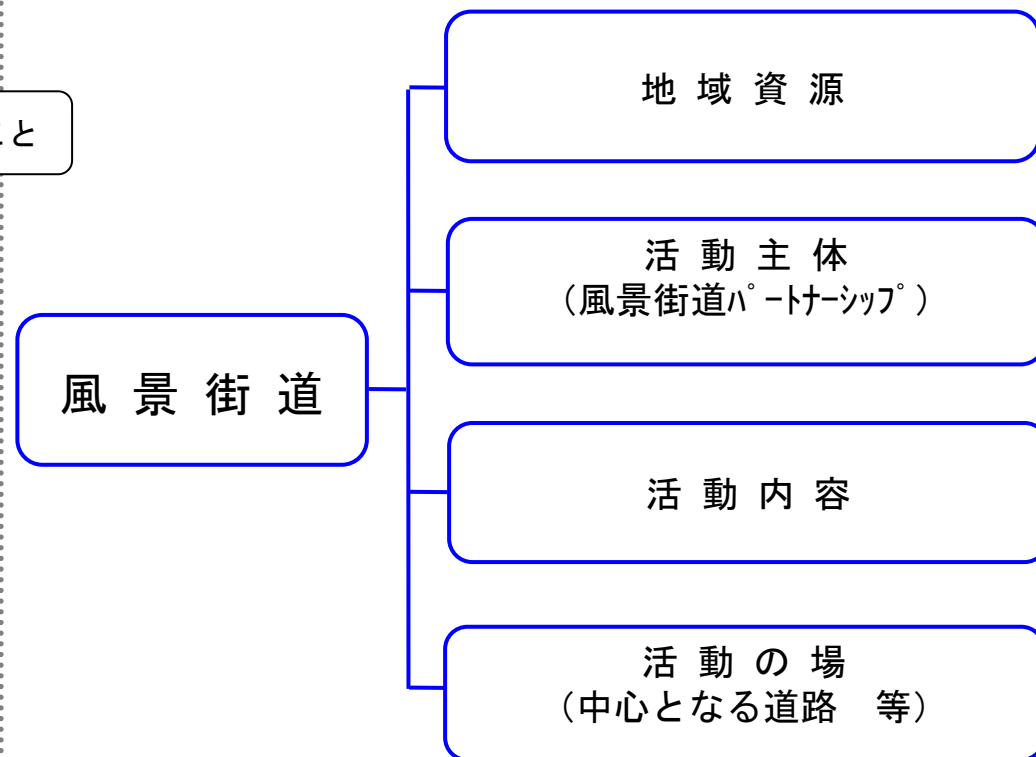 こと
風 景 街 道
地 域 資 源
活 動 主 体
（風景街道ﾊﾟｰﾄﾅｰｼｯﾌﾟ）
活 動 内 容
活 動 の 場
（中心となる道路　等）